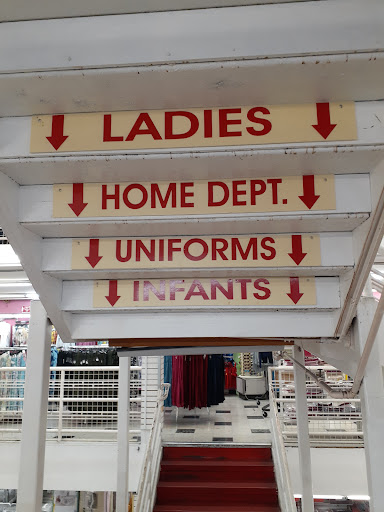 LADIES
HOME DEPT.
UNIFORMS
INFANTS